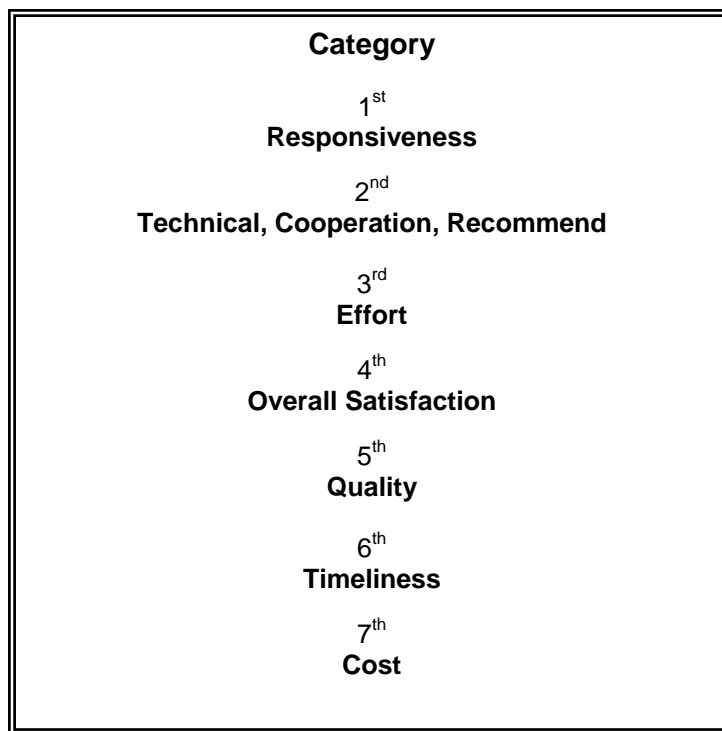 Category
1st
Responsiveness
2nd
Technical, Cooperation, Recommend
3rd
Effort
4th
Overall Satisfaction
5th
Quality
6th
Timeliness
7th
Cost